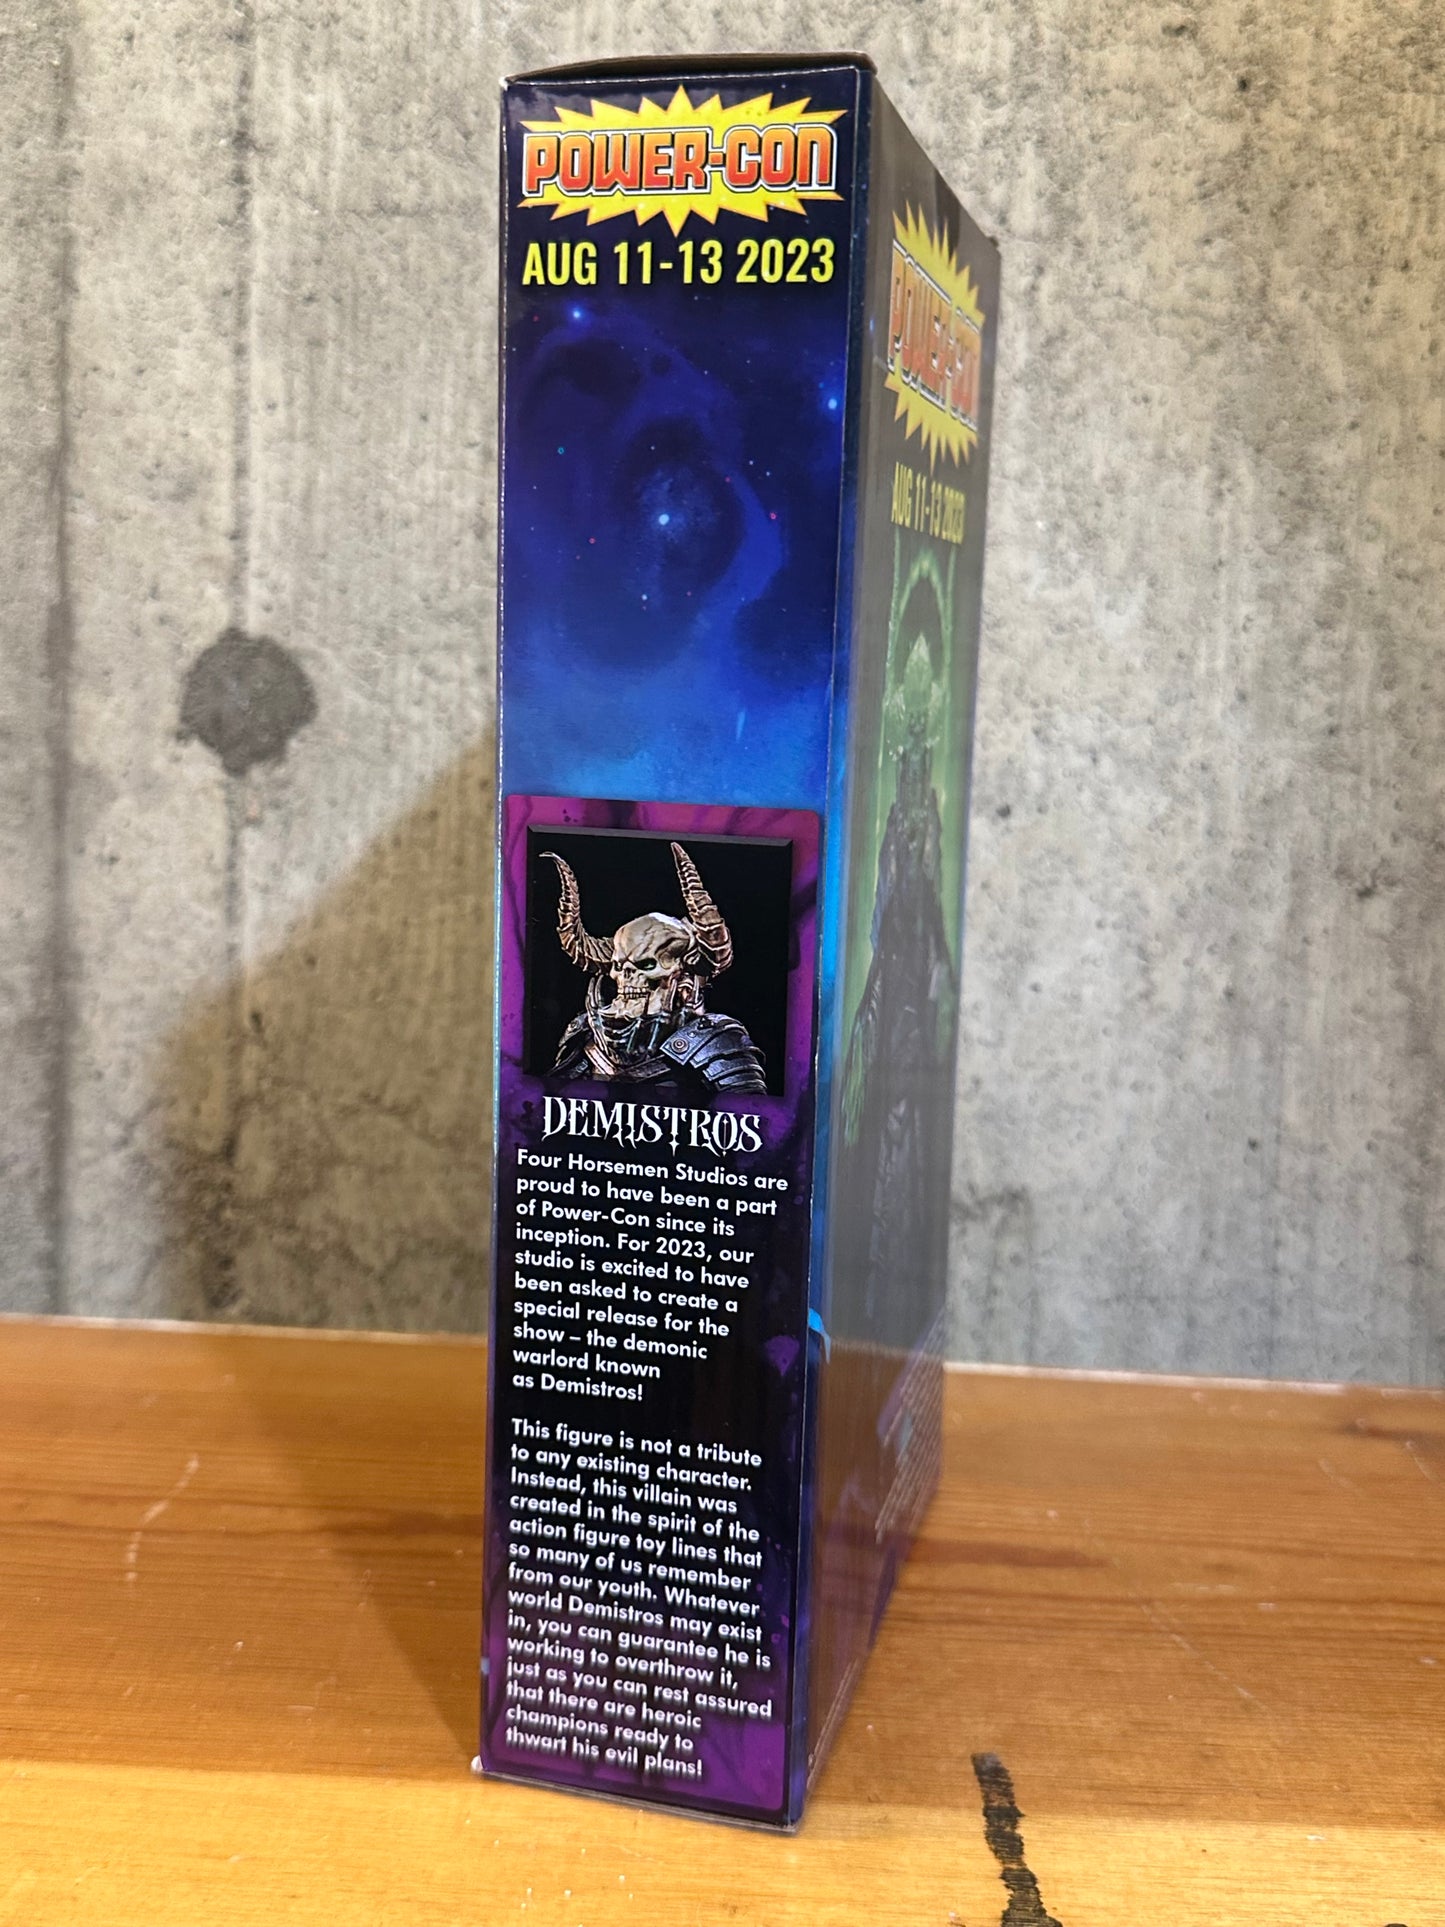 POWER-CON
AUG 11-13 2023
DEMISTROS
Four Horsemen Studios are
proud to have been a part
of Power-Con since its
inception. For 2023, our
studio is excited to have
been asked to create a
special release for the
show – the demonic
warlord known
as Demistros!
This figure is not a tribute
to any existing character.
Instead, this villain was
created in the spirit of the
action figure toy lines that
so many of us remember
from our youth. Whatever
world Demistros may exist
in, you can guarantee he is
working to overthrow it,
just as you can rest assured
that there are heroic
champions ready to
thwart his evil plans!
POWER-CON
AUG 11-13 2023